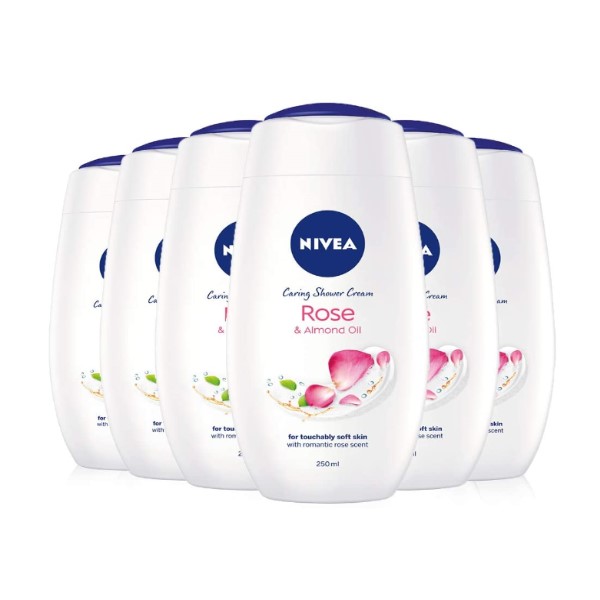 NIVEA
Caring Shower Cream
Rose
& Almond Oil
for touchably soft skin
with romantic rose scent
250ml